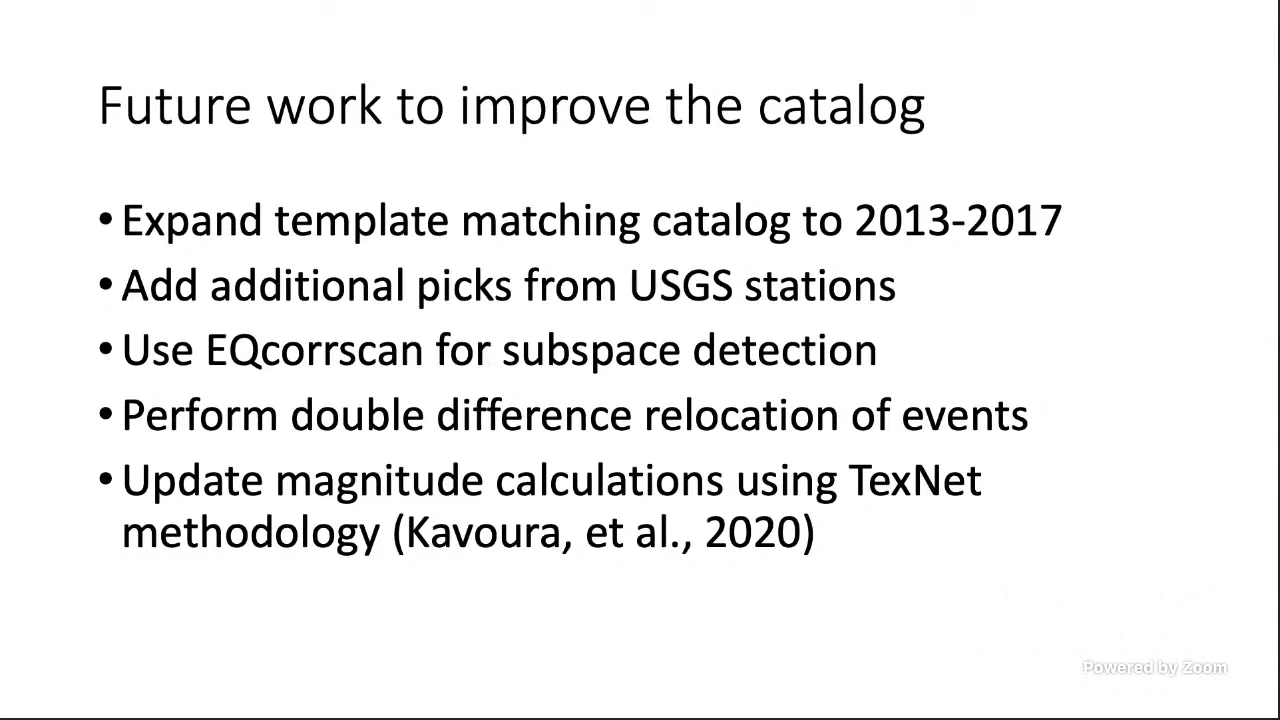 Future work to improve the catalog
• Expand template matching catalog to 2013-2017
• Add additional picks from USGS stations
• Use EQcorrscan for subspace detection
• Perform double difference relocation of events
• Update magnitude calculations using TexNet
methodology (Kavoura, et al., 2020)
Powered by Zoom